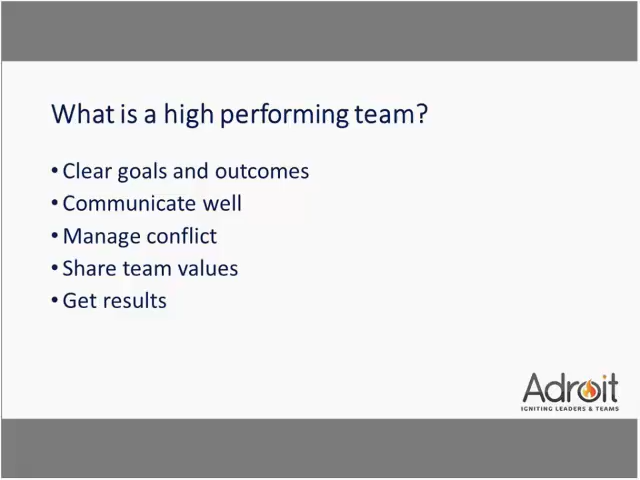 What is a high performing team?
• Clear goals and outcomes
• Communicate well
• Manage conflict
• Share team values
• Get results
Adroit
IGNITING LEADERS & TEAMS